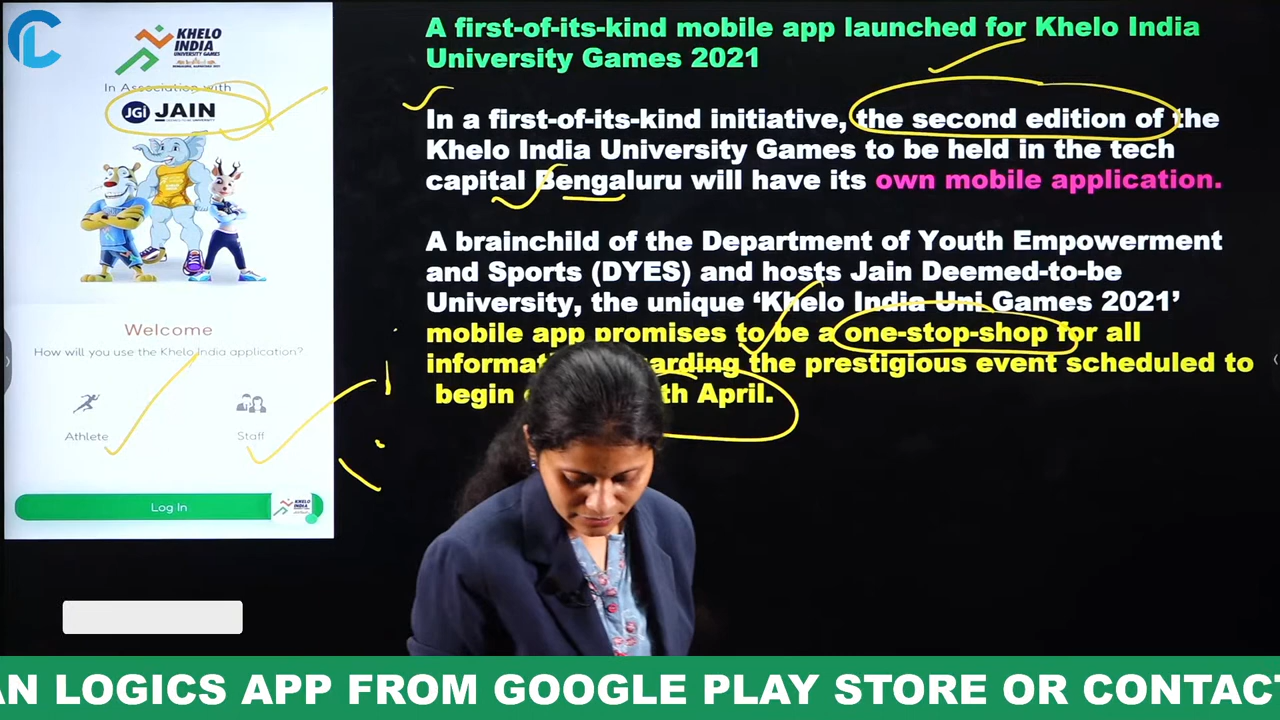 KHELO
INDIA
UNIVERSITY GAMES
In Association with
JGi JAIN
Welcome
How will you use the Khelo India application?
Athlete
Staff
Log In
KHELO
INDIA
A first-of-its-kind mobile app launched for Khelo India
University Games 2021
In a first-of-its-kind initiative, the second edition of the
Khelo India University Games to be held in the tech
capital Bengaluru will have its own mobile application.
A brainchild of the Department of Youth Empowerment
and Sports (DYES) and hosts Jain Deemed-to-be
University, the unique ‘Khelo India Uni Games 2021’
mobile app promises to be a one-stop-shop for all
the prestigious event scheduled to
begin th April.
AN LOGICS APP FROM GOOGLE PLAY STORE OR CONTACT